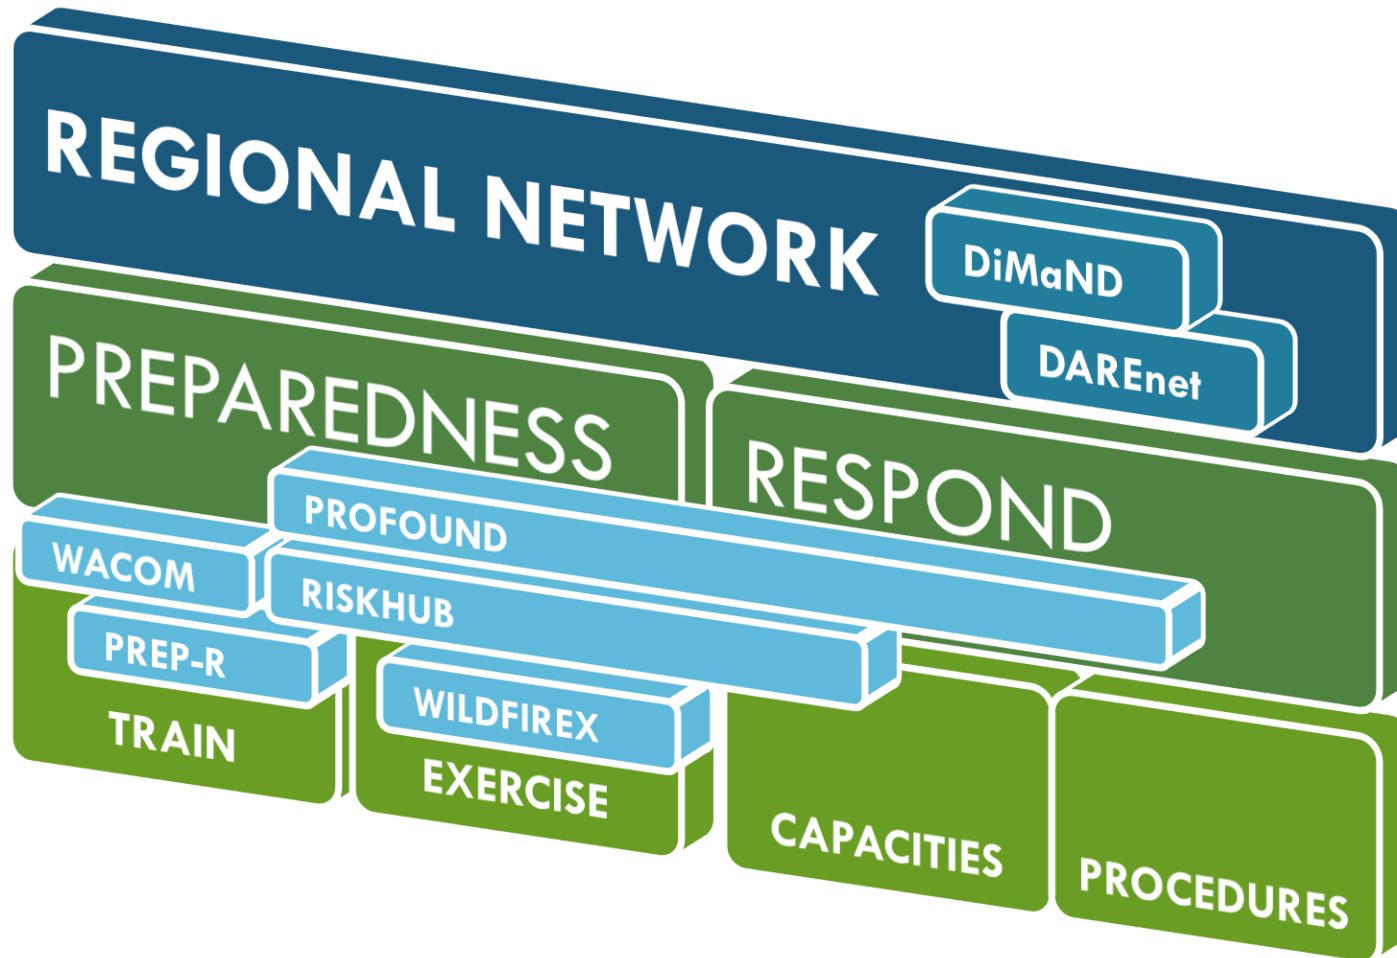 REGIONAL NETWORK
DiMaND
DAREnet
PREPAREDNESS
RESPOND
PROFOUND
WACOM
RISKHUB
PREP-R
WILDFIREX
TRAIN
EXERCISE
CAPACITIES
PROCEDURES